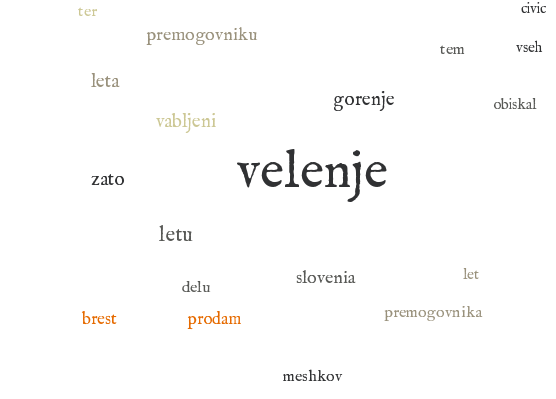 civic
ter
premogovniku
tem
vseh
leta
gorenje
obiskal
vabljeni
velenje
zato
letu
slovenia
let
delu
premogovnika
brest
prodam
meshkov